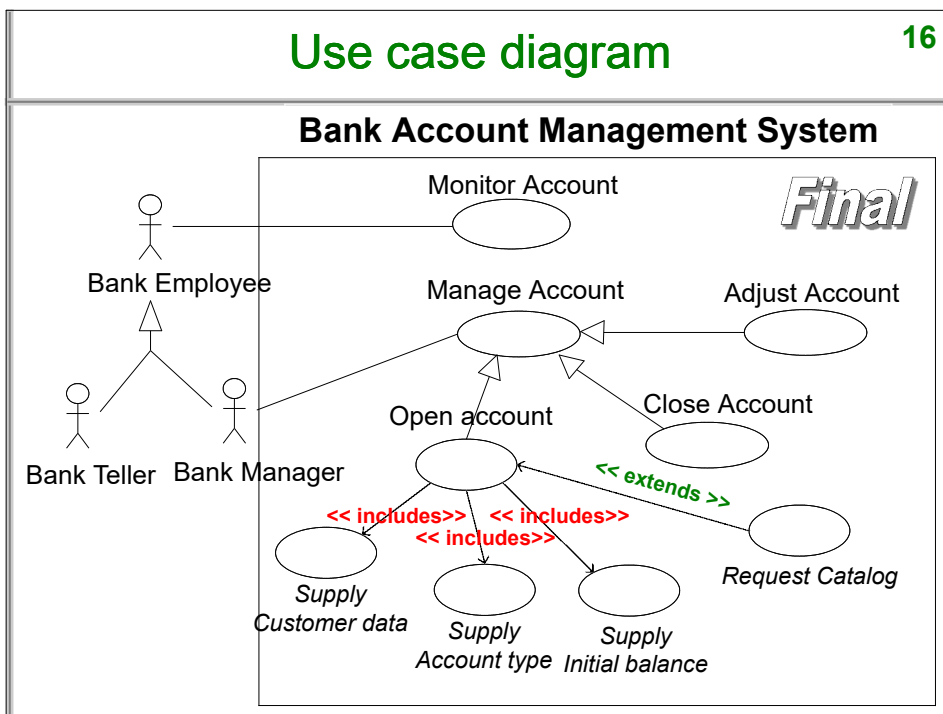 Use case diagram
16
Bank Account Management System
Final
Monitor Account
Bank Employee
Manage Account
Adjust Account
Open account
Close Account
Bank Teller
Bank Manager
<< extends >>
<< includes>>
<< includes>>
<< includes>>
Request Catalog
Supply
Customer data
Supply
Account type
Supply
Initial balance